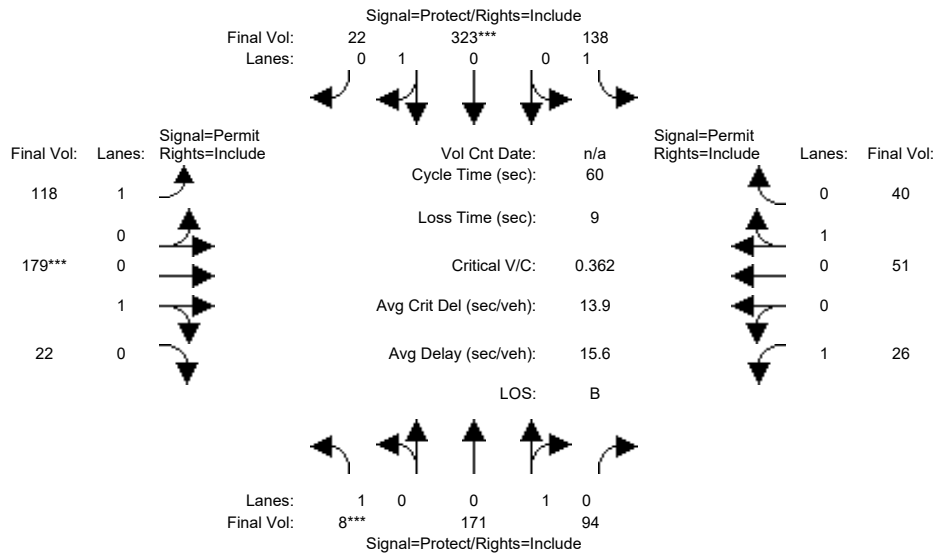 Signal=Protect/Rights=Include
Final Vol: 22 323*** 138
Lanes: 0 1 0 0 1
Signal=Permit
Final Vol: Lanes: Rights=Include
Vol Cnt Date: n/a
Signal=Permit
Rights=Include Lanes: Final Vol:
Cycle Time (sec): 60
118 1
0 40
Loss Time (sec): 9
0
1
179*** 0
Critical V/C: 0.362
0 51
1
Avg Crit Del (sec/veh): 13.9
0
22 0
Avg Delay (sec/veh): 15.6
1 26
LOS: B
Lanes: 1 0 0 1 0
Final Vol: 8*** 171 94
Signal=Protect/Rights=Include